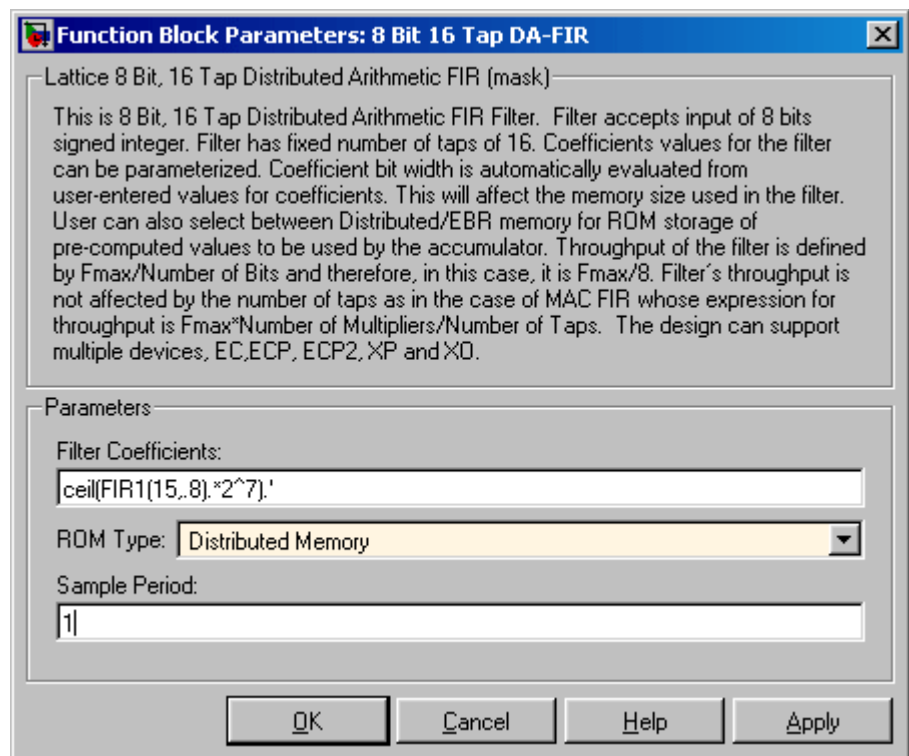 Function Block Parameters: 8 Bit 16 Tap DA-FIR
Lattice 8 Bit, 16 Tap Distributed Arithmetic FIR (mask)
This is 8 Bit, 16 Tap Distributed Arithmetic FIR Filter.  Filter accepts input of 8 bits
signed integer. Filter has fixed number of taps of 16. Coefficients values for the filter
can be parameterized. Coefficient bit width is automatically evaluated from
user-entered values for coefficients. This will affect the memory size used in the filter.
User can also select between Distributed/EBR memory for ROM storage of
pre-computed values to be used by the accumulator. Throughput of the filter is defined
by Fmax/Number of Bits and therefore, in this case, it is Fmax/8. Filter´s throughput is
not affected by the number of taps as in the case of MAC FIR whose expression for
throughput is Fmax*Number of Multipliers/Number of Taps.  The design can support
multiple devices, EC,ECP, ECP2, XP and XO.
Parameters
Filter Coefficients:
ceil(FIR1(15,.8).*2^7).'
ROM Type: Distributed Memory
Sample Period:
1
OK Cancel Help Apply